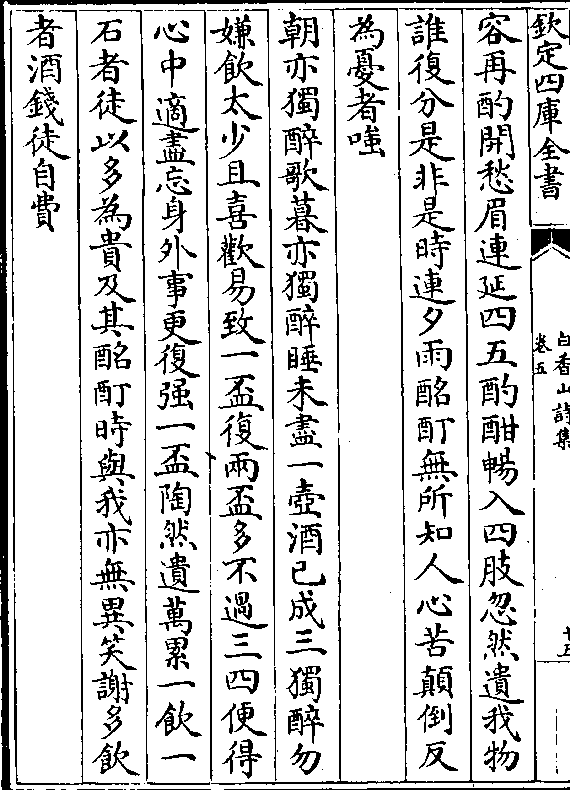 欽定四庫全書
白香山詩集
卷五
十五
容再酌開愁眉連延四五酌酣暢入四肢忽然遺我物
誰復分是非是時連夕雨酩酊無所知人心苦顛倒反
為憂者嗤
朝亦獨醉歌暮亦獨醉睡未盡一壺酒已成三獨醉勿
嫌飲太少且喜歡易致一盃復兩盃多不過三四便得
心中適盡忘身外事更復强一盃陶然遺萬累一飲一
石者徒以多為貴及其酩酊時與我亦無異笑謝多飲
者酒錢徒自費